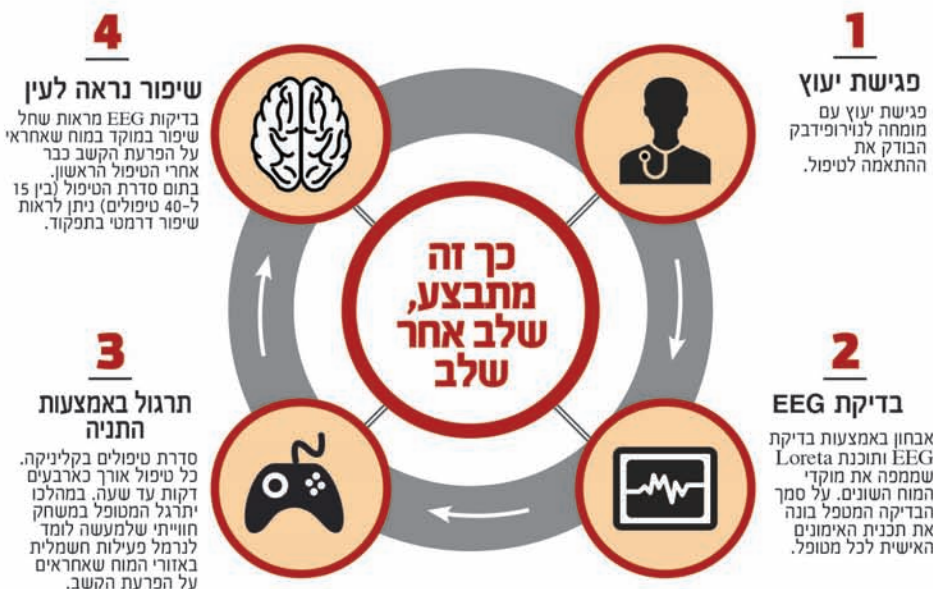 כך זה
מתבצע,
שלב אחר
שלב
1
פגישת יעוץ
פגישת יעוץ עם
מומחה לנוירופידבק
הבודק את
ההתאמה לטיפול.
2
בדיקת EEG
אבחון באמצעות בדיקת
EEG ותוכנת Loreta
שממפה את מוקדי
המוח השונים. על סמך
הבדיקה המטפל בונה
את תכנית האימונים
האישית לכל מטופל.
3
תרגול באמצעות
התניה
סדרת טיפולים בקליניקה.
כל טיפול אורך כארבעים
דקות עד שעה. במהלכו
יתרגל המטופל במשחק
חווייתי שלמעשה לומד
לנרמל פעילות חשמלית
באזורי המוח שאחראים
על הפרעת הקשב.
4
שיפור נראה לעין
בדיקות EEG מראות שחל
שיפור במוקד במוח שאחראי
על הפרעת הקשב כבר
אחרי הטיפול הראשון.
בתום סדרת הטיפול (בין 15
ל-40 טיפולים) ניתן לראות
שיפור דרמטי בתפקוד.